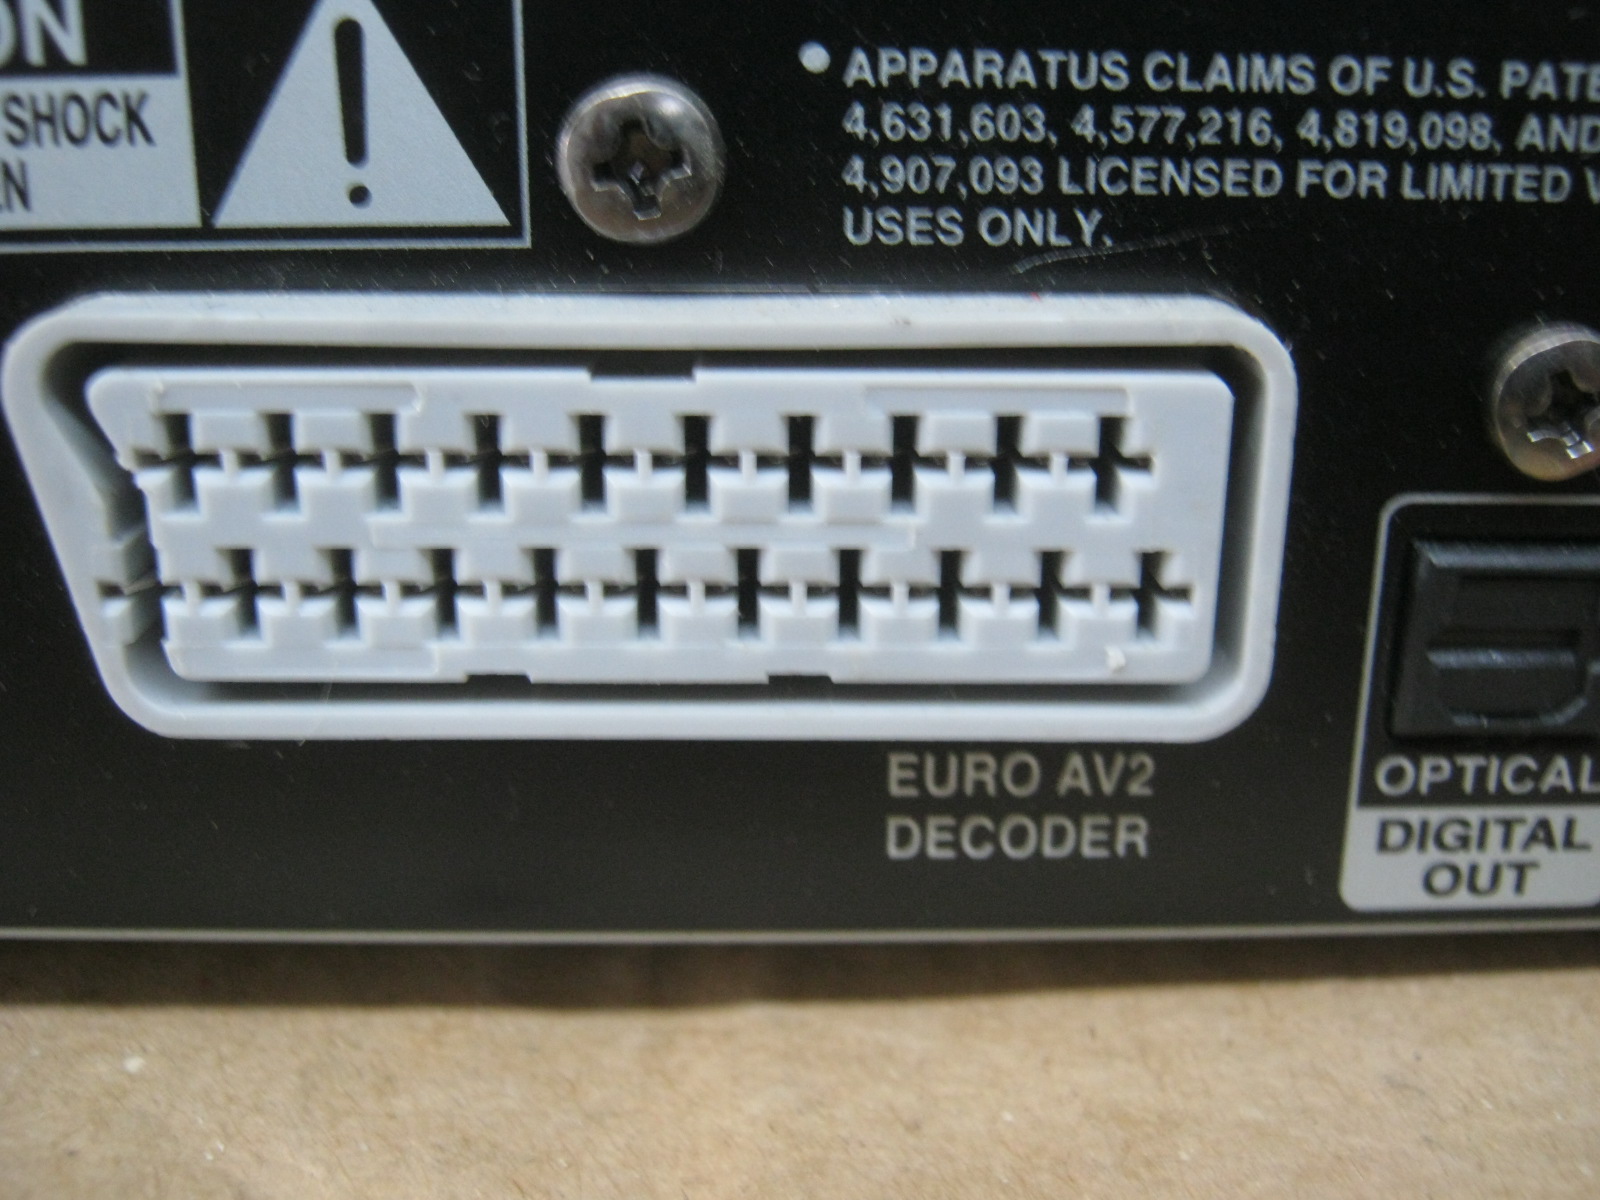 ON
SHOCK
EN
APPARATUS CLAIMS OF U.S. PATE
4,631,603, 4,577,216, 4,819,098, AND
4,907,093 LICENSED FOR LIMITED V
USES ONLY.
EURO AV2
DECODER
OPTICAL
DIGITAL
OUT